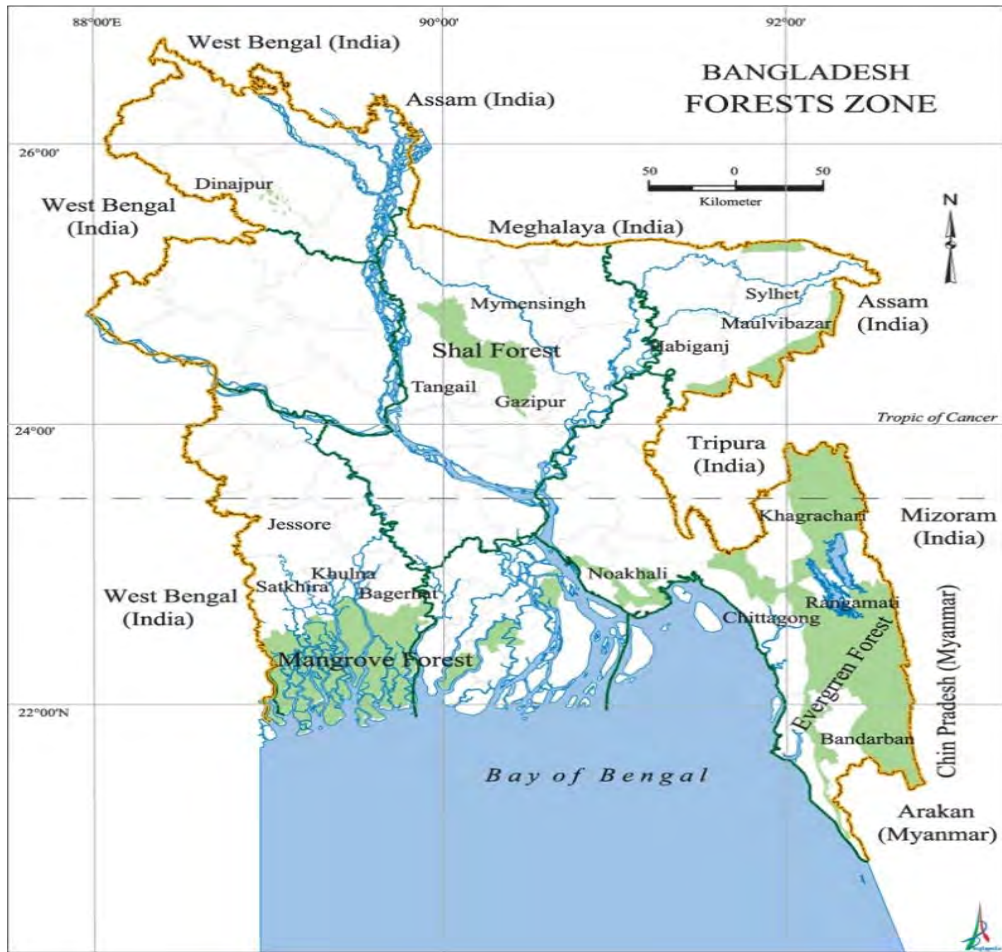 88°00'E
90°00'
92°00'
West Bengal (India)
BANGLADESH
FORESTS ZONE
Assam (India)
26°00'
50
0
50
Kilometer
Dinajpur
N
West Bengal
(India)
Meghalaya (India)
Sylhet
Mymensingh
Assam
(India)
Maulvibazar
Habiganj
Shal Forest
Tangail
Gazipur
Tropic of Cancer
24°00'
Tripura
(India)
Khagrachari
Mizoram
(India)
Jessore
Khulna
Satkhira
Bagerhat
Noakhali
West Bengal
(India)
Rangamati
Chittagong
Mangrove Forest
Evergrren Forest
Chin Pradesh (Myanmar)
22°00'N
Bandarban
Bay of Bengal
Arakan
(Myanmar)